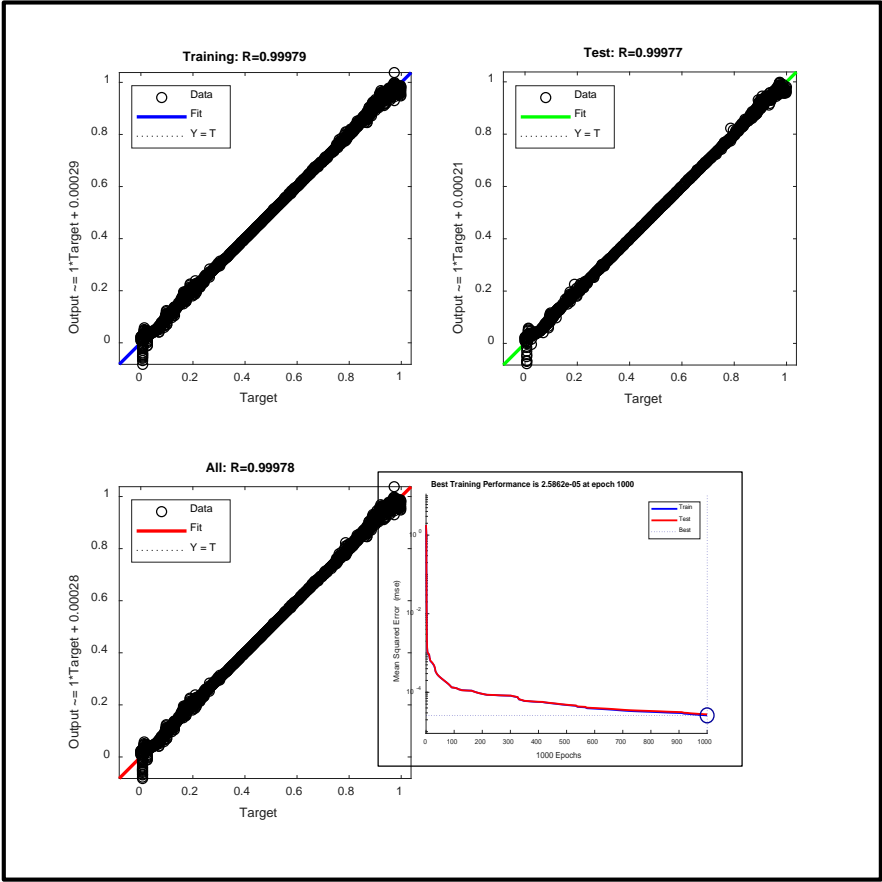 Training: R=0.99979
Output ~= 1*Target + 0.00029
1
0.8
0.6
0.4
0.2
0
Data
Fit
Y = T
0 0.2 0.4 0.6 0.8 1
Target
Test: R=0.99977
Output ~= 1*Target + 0.00021
1
0.8
0.6
0.4
0.2
0
Data
Fit
Y = T
0 0.2 0.4 0.6 0.8 1
Target
All: R=0.99978
Output ~= 1*Target + 0.00028
1
0.8
0.6
0.4
0.2
0
Data
Fit
Y = T
0 0.2 0.4 0.6 0.8 1
Target
Best Training Performance is 2.5862e-05 at epoch 1000
Mean Squared Error (mse)
10^0
10^-2
10^-4
Train
Test
Best
0 100 200 300 400 500 600 700 800 900 1000
1000 Epochs